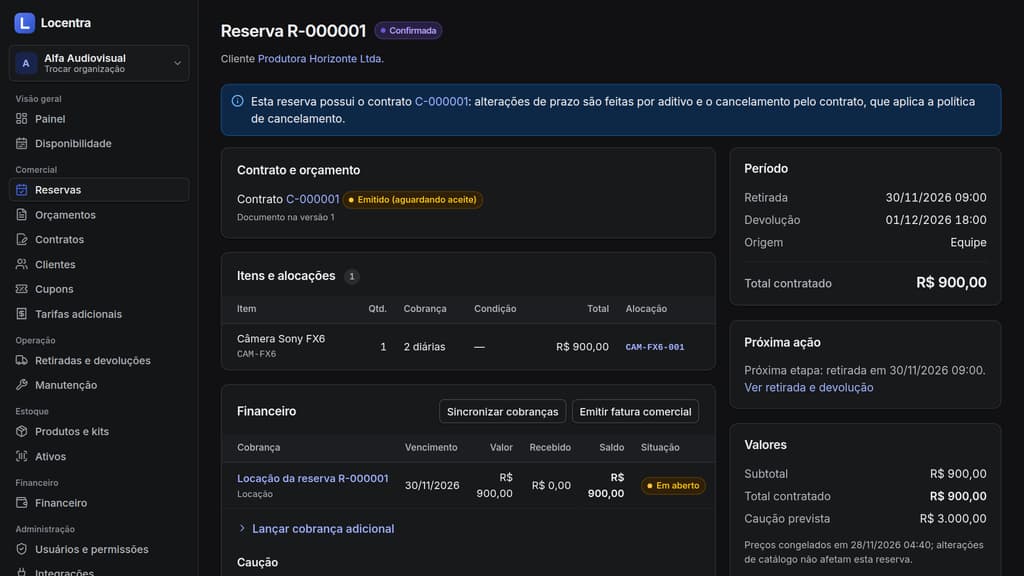 Locentra
A
Alfa Audiovisual
Trocar organização
Visão geral
Painel
Disponibilidade
Comercial
Reservas
Orçamentos
Contratos
Clientes
Cupons
Tarifas adicionais
Operação
Retiradas e devoluções
Manutenção
Estoque
Produtos e kits
Ativos
Financeiro
Financeiro
Administração
Usuários e permissões
Integrações
Reserva R-000001 Confirmada
Cliente Produtora Horizonte Ltda.
Esta reserva possui o contrato C-000001: alterações de prazo são feitas por aditivo e o cancelamento pelo contrato, que aplica a política
de cancelamento.
Contrato e orçamento
Contrato C-000001 Emitido (aguardando aceite)
Documento na versão 1
Itens e alocações 1
Item Qtd. Cobrança Condição Total Alocação
Câmera Sony FX6
CAM-FX6
1 2 diárias — R$ 900,00 CAM-FX6-001
Financeiro Sincronizar cobranças Emitir fatura comercial
Cobrança Vencimento Valor Recebido Saldo Situação
Locação da reserva R-000001
Locação
30/11/2026 R$ 900,00 R$ 0,00 R$ 900,00 Em aberto
Lançar cobrança adicional
Caução
Período
Retirada 30/11/2026 09:00
Devolução 01/12/2026 18:00
Origem Equipe
Total contratado R$ 900,00
Próxima ação
Próxima etapa: retirada em 30/11/2026 09:00.
Ver retirada e devolução
Valores
Subtotal R$ 900,00
Total contratado R$ 900,00
Caução prevista R$ 3.000,00
Preços congelados em 28/11/2026 04:40; alterações
de catálogo não afetam esta reserva.